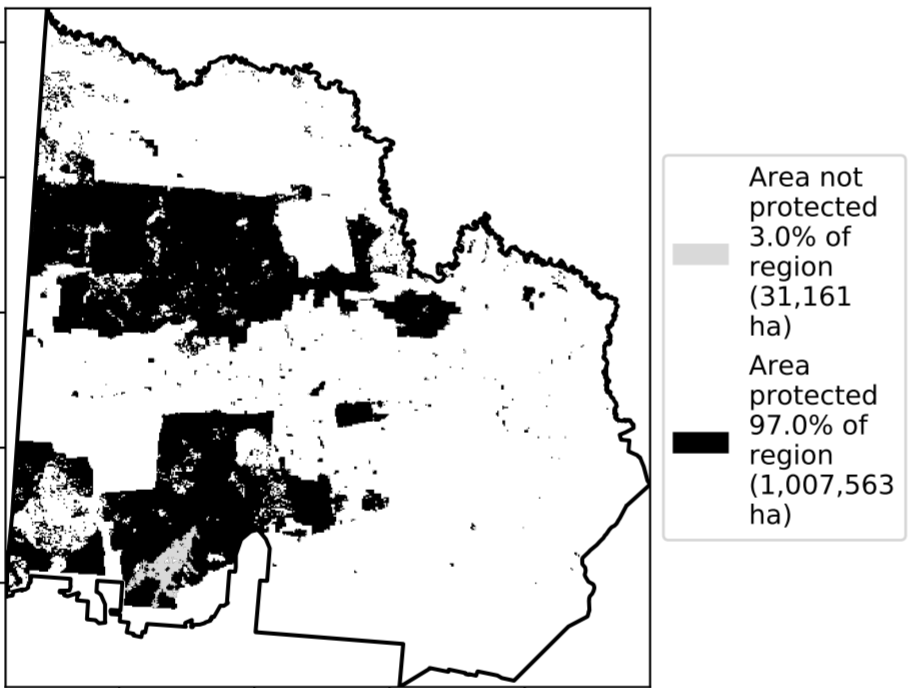 Area not
protected
3.0% of
region
(31,161
ha)
Area
protected
97.0% of
region
(1,007,563
ha)